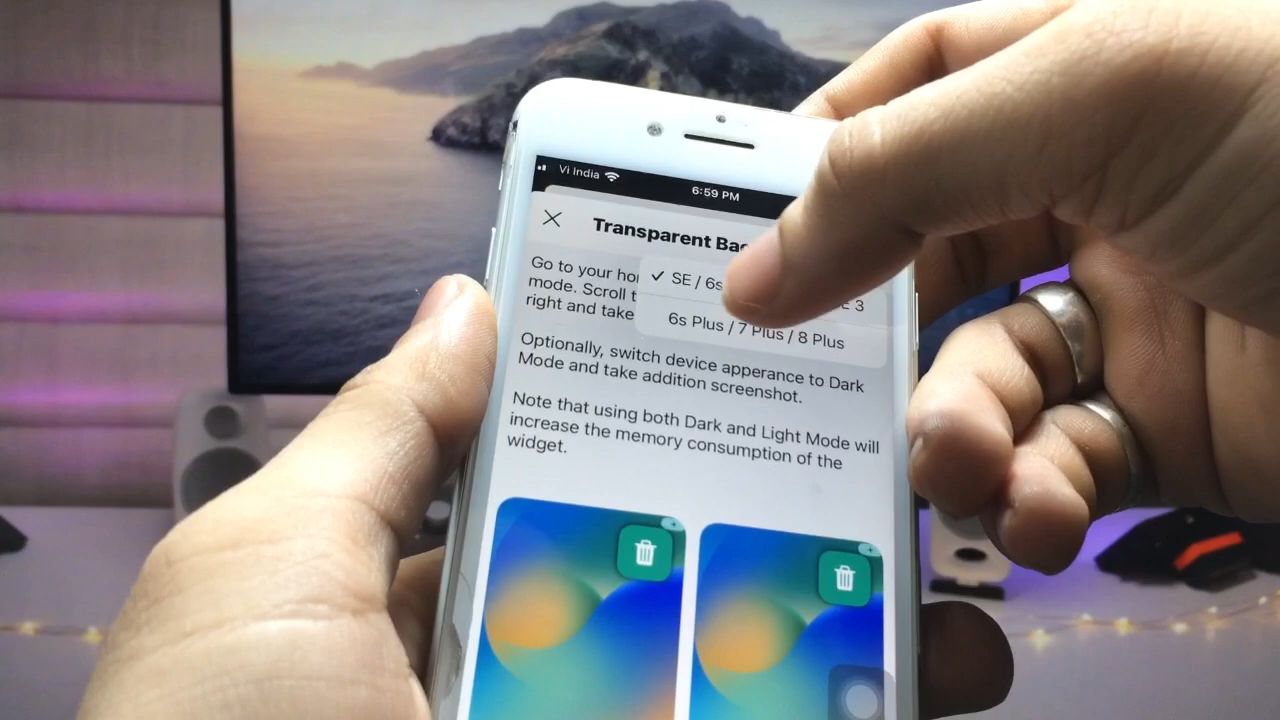 Vi India
6:59 PM
Transparent
Go to your
mode. Scroll
right and take
✓ SE / 6s
E 3
6s Plus / 7 Plus / 8 Plus
Optionally, switch device apperance to Dark
Mode and take addition screenshot.
Note that using both Dark and Light Mode will
increase the memory consumption of the
widget.